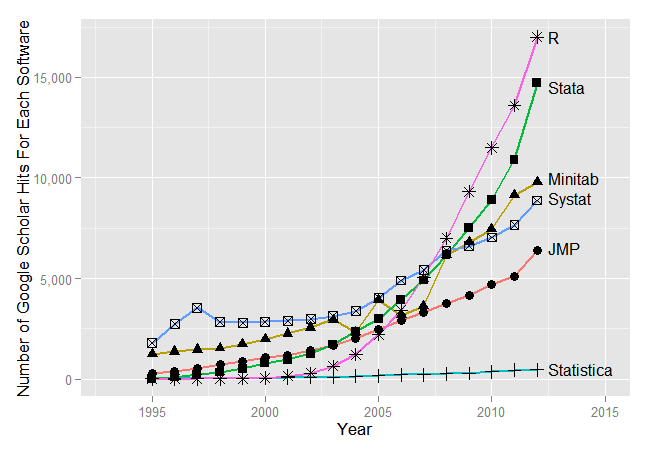 Number of Google Scholar Hits For Each Software
15,000
10,000
5,000
0
R
Stata
Minitab
Systat
JMP
Statistica
1995
2000
2005
2010
2015
Year